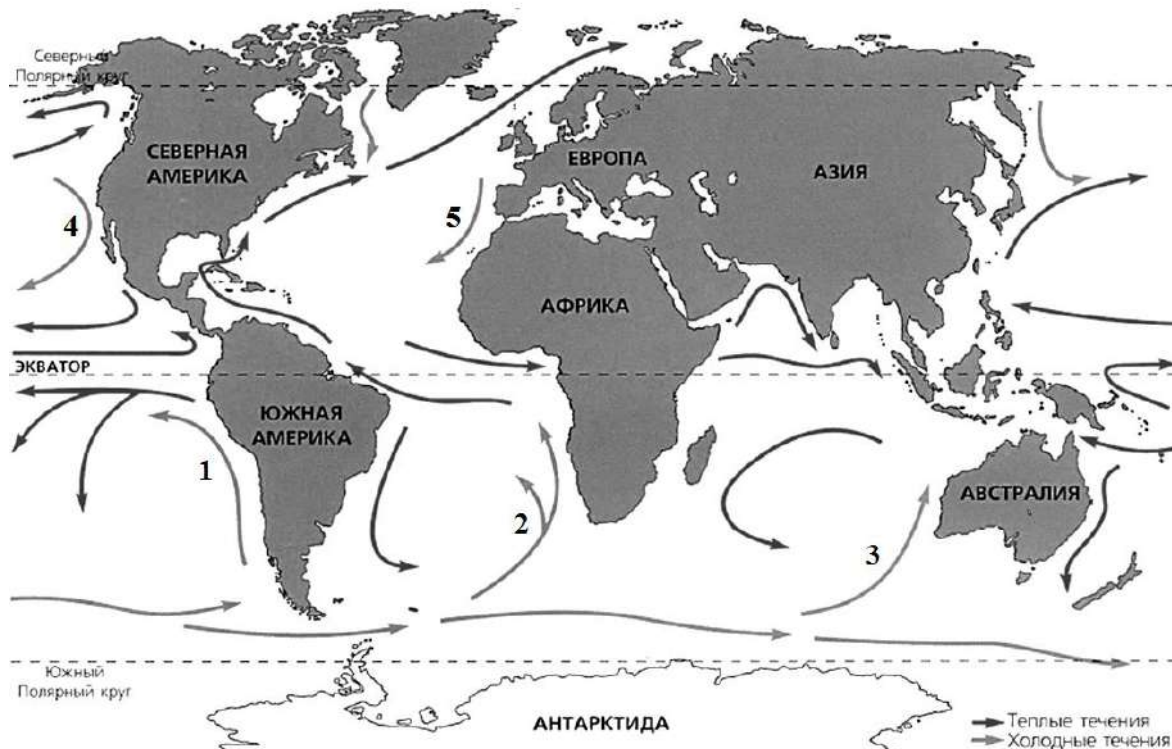 Северный
Полярный круг
СЕВЕРНАЯ
АМЕРИКА
ЕВРОПА
АЗИЯ
4
5
АФРИКА
ЭКВАТОР
ЮЖНАЯ
АМЕРИКА
1
2
3
АВСТРАЛИЯ
Южный
Полярный круг
АНТАРКТИДА
Теплые течения
Холодные течения